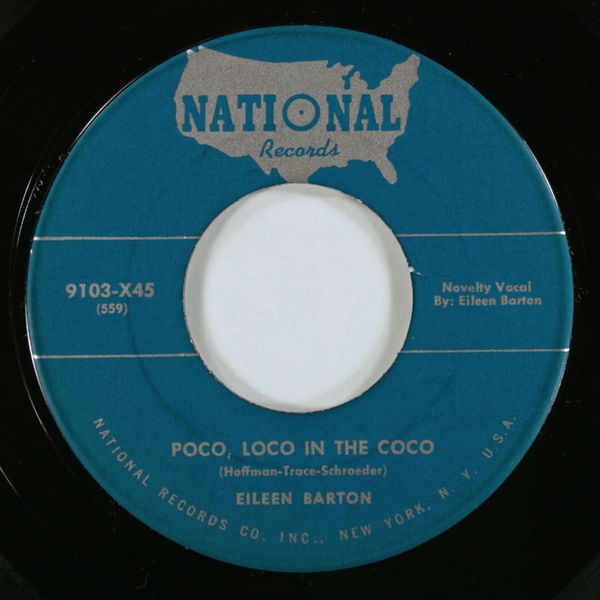 NATIONAL
Records
9103-X45
(559)
Novelty Vocal
By: Eileen Barton
POCO, LOCO IN THE COCO
(Hoffman-Trace-Schroeder)
EILEEN BARTON
NATIONAL RECORDS CO. INC., NEW YORK, N. Y. U.S.A.